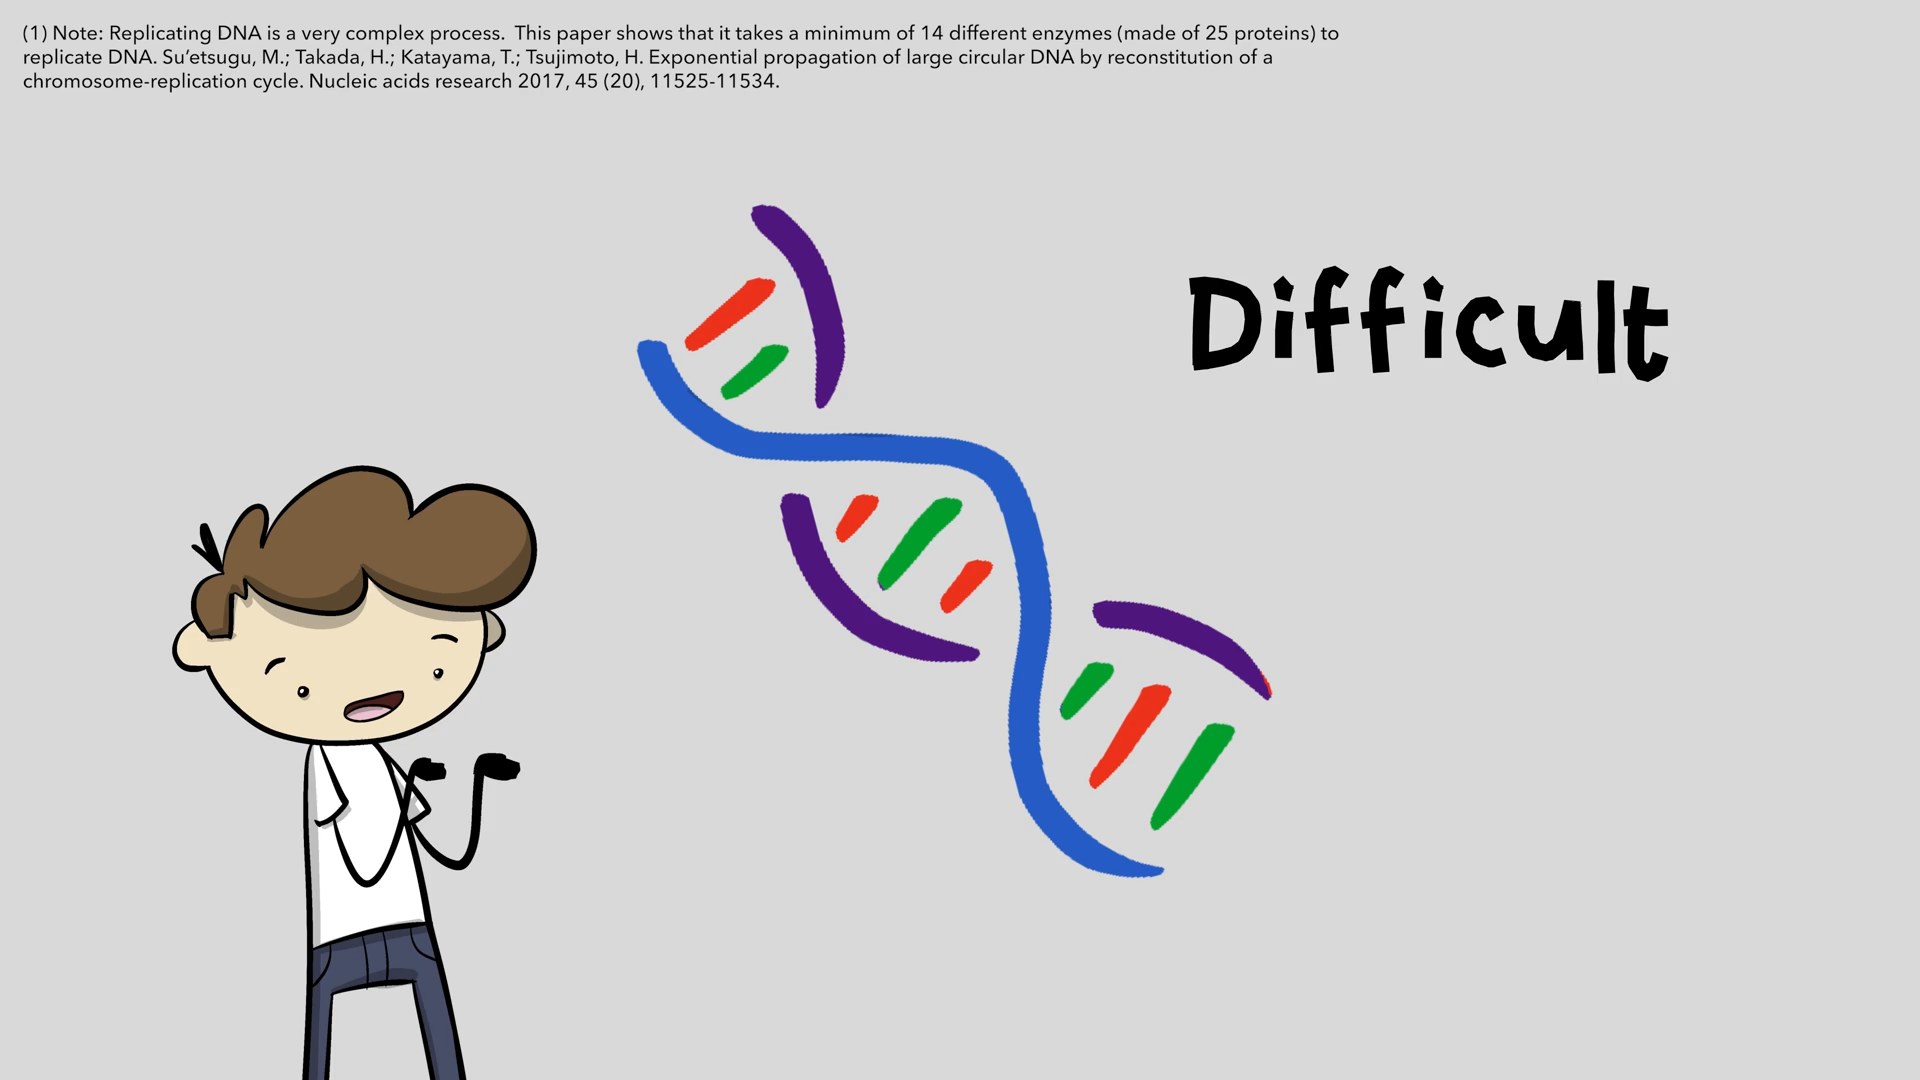 (1) Note: Replicating DNA is a very complex process.  This paper shows that it takes a minimum of 14 different enzymes (made of 25 proteins) to
replicate DNA. Su’etsugu, M.; Takada, H.; Katayama, T.; Tsujimoto, H. Exponential propagation of large circular DNA by reconstitution of a
chromosome-replication cycle. Nucleic acids research 2017, 45 (20), 11525-11534.
Difficult